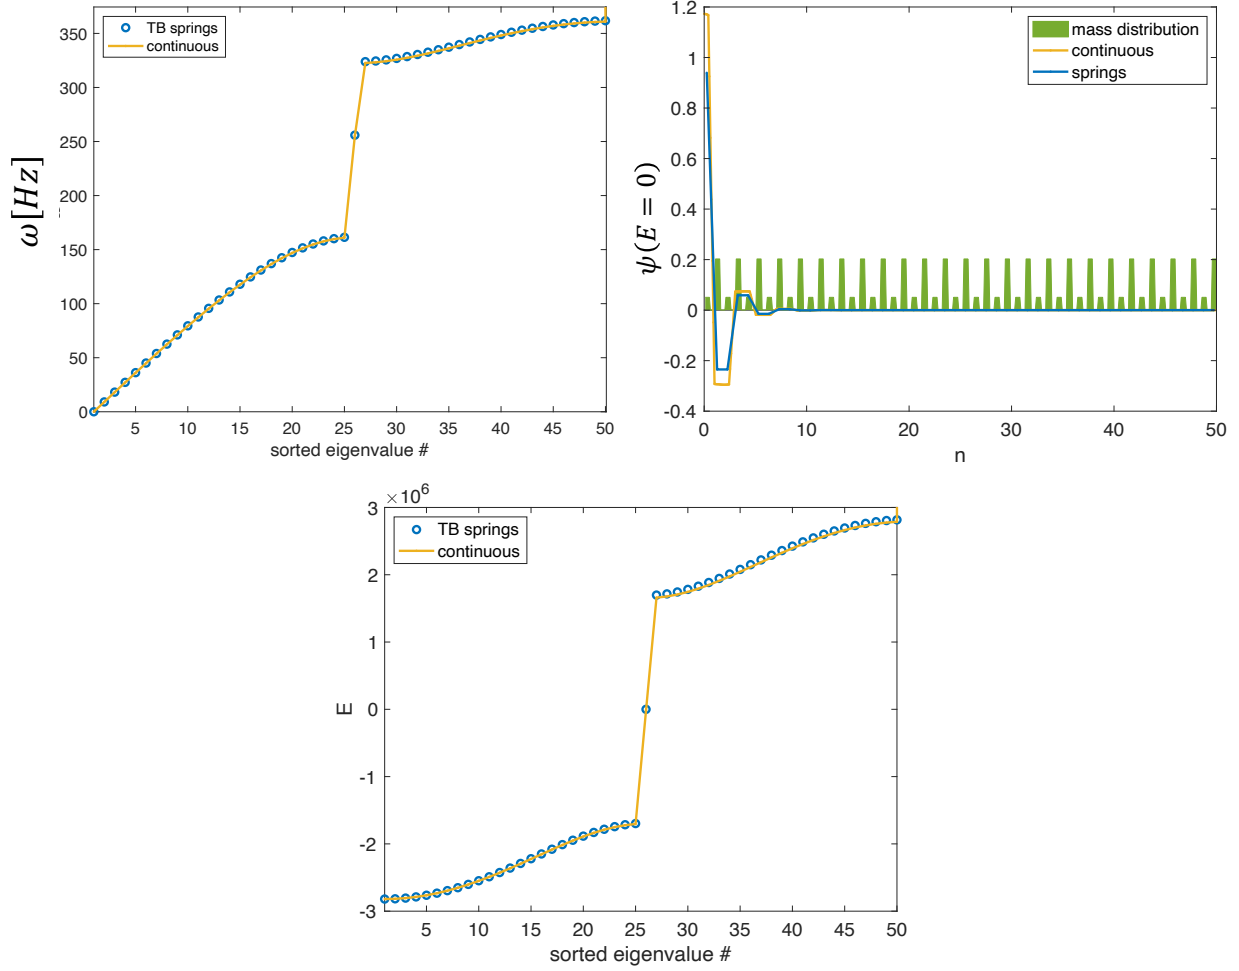 350
300
250
200
150
100
50
0
ω[Hz]
TB springs
continuous
5 10 15 20 25 30 35 40 45 50
sorted eigenvalue #
1.2
1
0.8
0.6
0.4
0.2
0
-0.2
-0.4
ψ(E = 0)
mass distribution
continuous
springs
0 10 20 30 40 50
n
×10⁶
3
2
1
0
-1
-2
-3
E
TB springs
continuous
5 10 15 20 25 30 35 40 45 50
sorted eigenvalue #